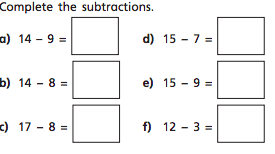 Complete the subtractions.
a) 14 – 9 =
d) 15 – 7 =
b) 14 – 8 =
e) 15 – 9 =
c) 17 – 8 =
f) 12 – 3 =